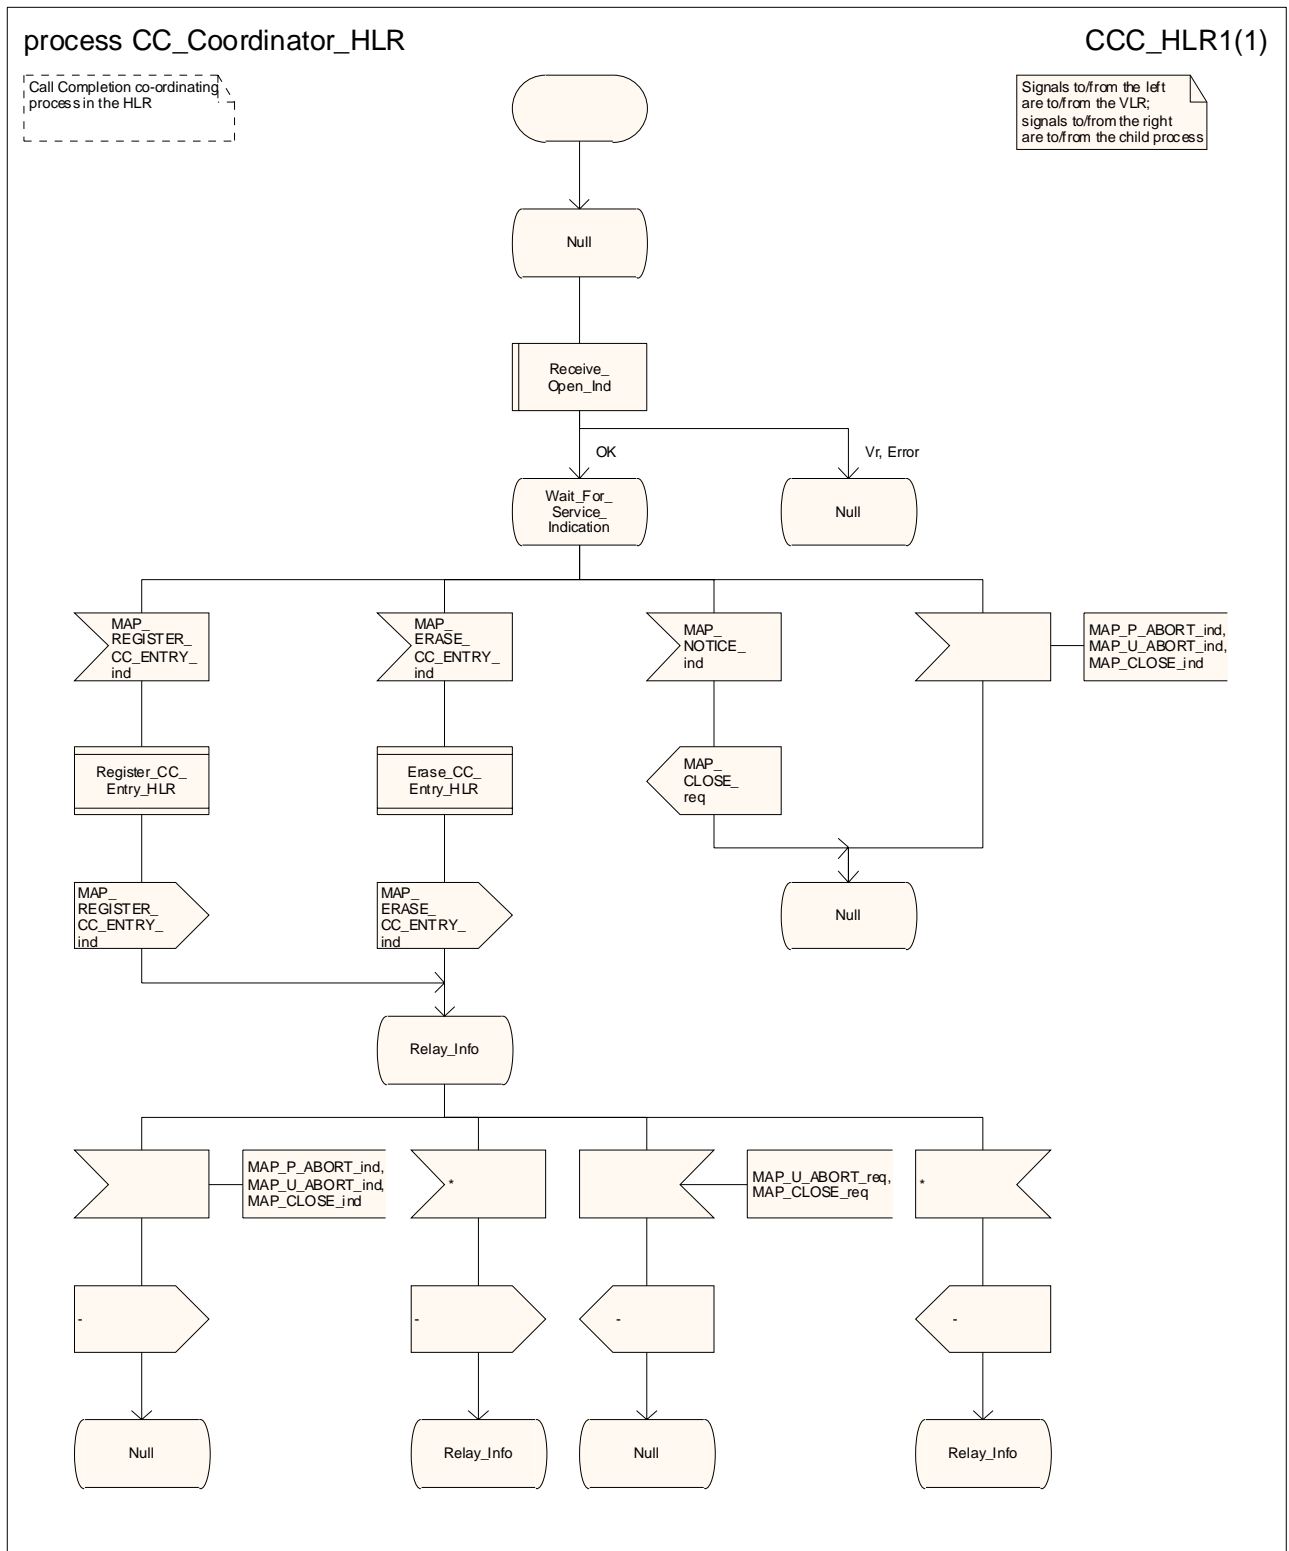 process CC_Coordinator_HLR
CCC_HLR1(1)
Call Completion co-ordinating
process in the HLR
Signals to/from the left
are to/from the VLR;
signals to/from the right
are to/from the child process
Null
Receive_
Open_Ind
OK
Vr, Error
Wait_For_
Service_
Indication
Null
MAP_
REGISTER_
CC_ENTRY_
ind
MAP_
ERASE_
CC_ENTRY_
ind
MAP_
NOTICE_
ind
MAP_P_ABORT_ind,
MAP_U_ABORT_ind,
MAP_CLOSE_ind
Register_CC_
Entry_HLR
Erase_CC_
Entry_HLR
MAP_
CLOSE_
req
MAP_
REGISTER_
CC_ENTRY_
ind
MAP_
ERASE_
CC_ENTRY_
ind
Null
Relay_Info
MAP_P_ABORT_ind,
MAP_U_ABORT_ind,
MAP_CLOSE_ind
*
MAP_U_ABORT_req,
MAP_CLOSE_req
*
-
-
-
-
Null
Relay_Info
Null
Relay_Info